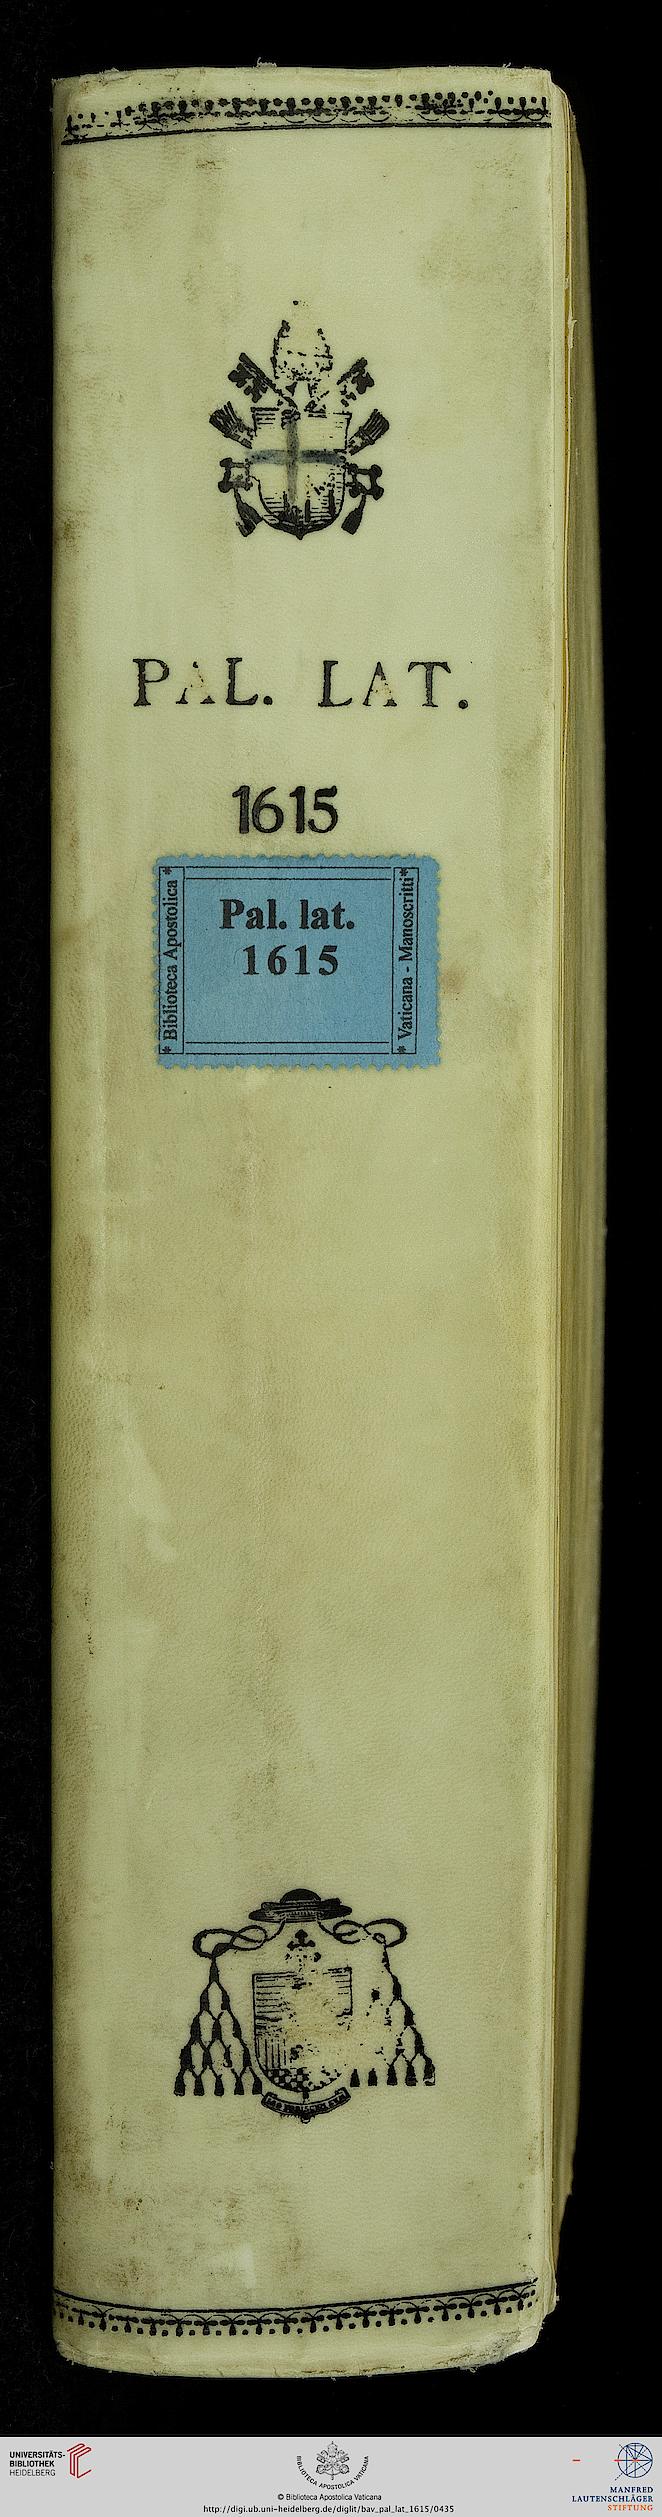 PAL. LAT.
1615
* Biblioteca Apostolica *
Pal. lat.
1615
* Vaticana - Manoscritti *
UNIVERSITÄTS-
BIBLIOTHEK
HEIDELBERG
BIBLIOTECA APOSTOLICA VATICANA
© Biblioteca Apostolica Vaticana
http://digi.ub.uni-heidelberg.de/diglit/bav_pal_lat_1615/0435
MANFRED
LAUTENSCHLÄGER
STIFTUNG